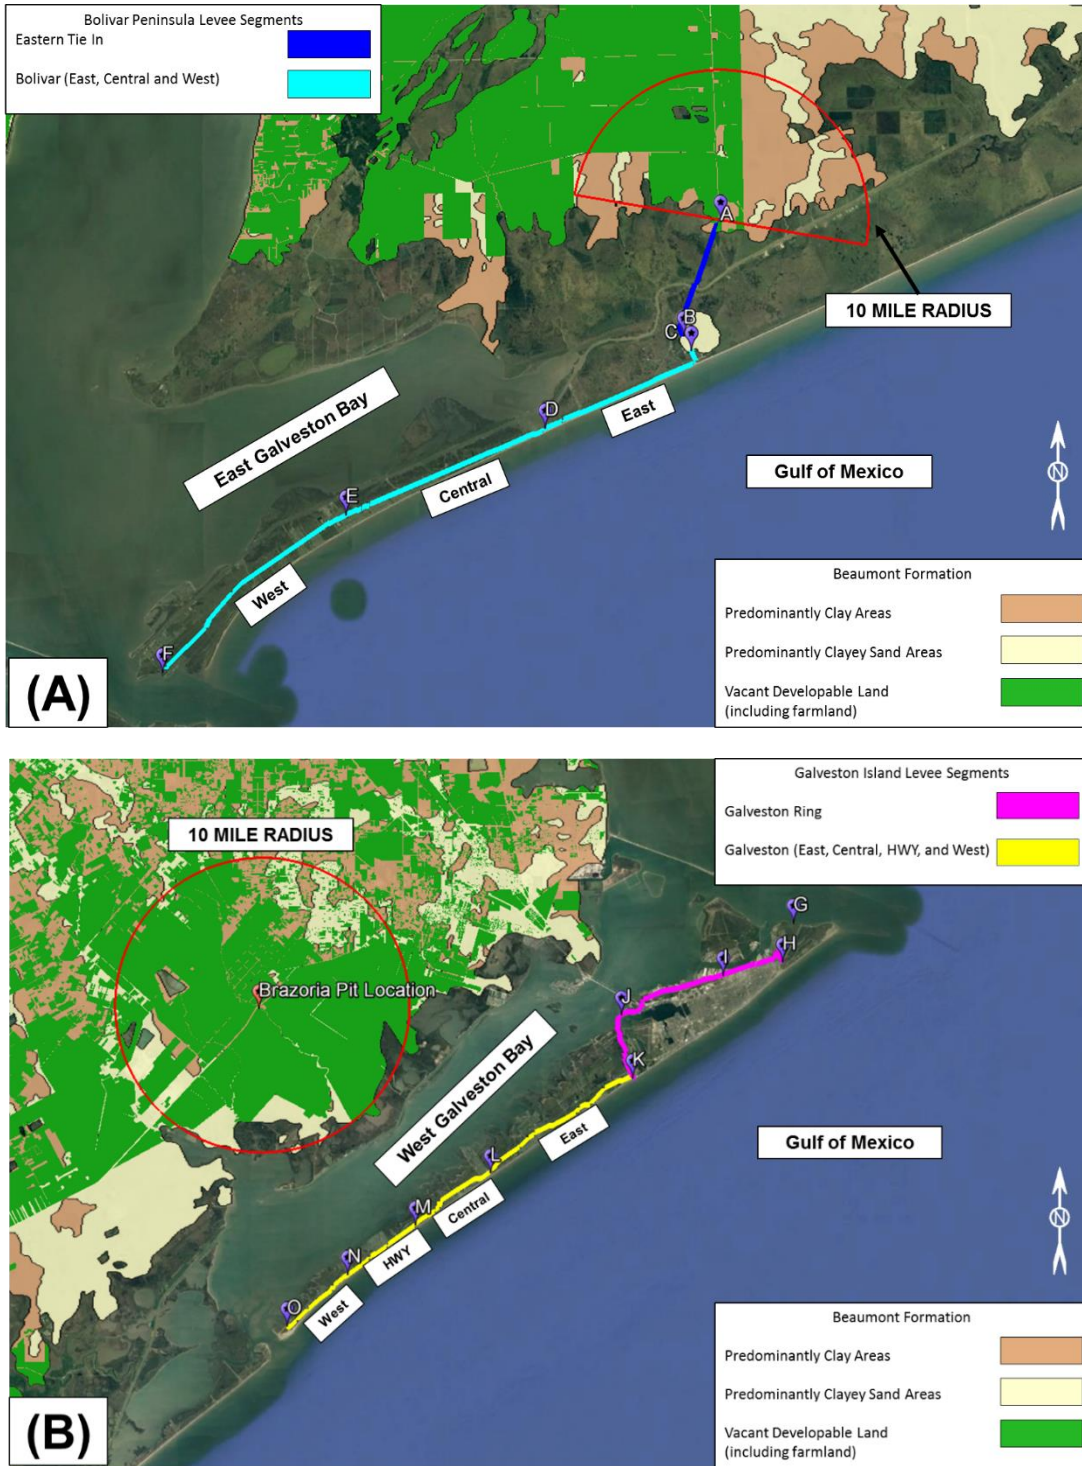 Bolivar Peninsula Levee Segments
Eastern Tie In
Bolivar (East, Central and West)
A
10 MILE RADIUS
B
C
D
East
East Galveston Bay
Gulf of Mexico
N
E
Central
West
F
Beaumont Formation
Predominantly Clay Areas
Predominantly Clayey Sand Areas
Vacant Developable Land
(including farmland)
(A)
Galveston Island Levee Segments
Galveston Ring
Galveston (East, Central, HWY, and West)
10 MILE RADIUS
G
H
I
Brazoria Pit Location
J
K
West Galveston Bay
East
Gulf of Mexico
L
Central
M
HWY
N
N
West
O
Beaumont Formation
Predominantly Clay Areas
Predominantly Clayey Sand Areas
Vacant Developable Land
(including farmland)
(B)